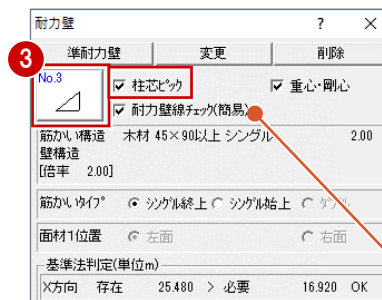 耐力壁 ? ×
準耐力壁 変更 削除
3
No.3
柱芯ピック 重心・剛心
耐力壁線チェック(簡易)
筋かい構造 木材 45×90以上 シングル 2.00
壁構造
[倍率 2.00]
筋かいタイプ シングル終上 シングル始上 ダブル
面材1位置 左面 右面
基準法判定(単位m)
X方向 存在 25.480 > 必要 16.920 OK